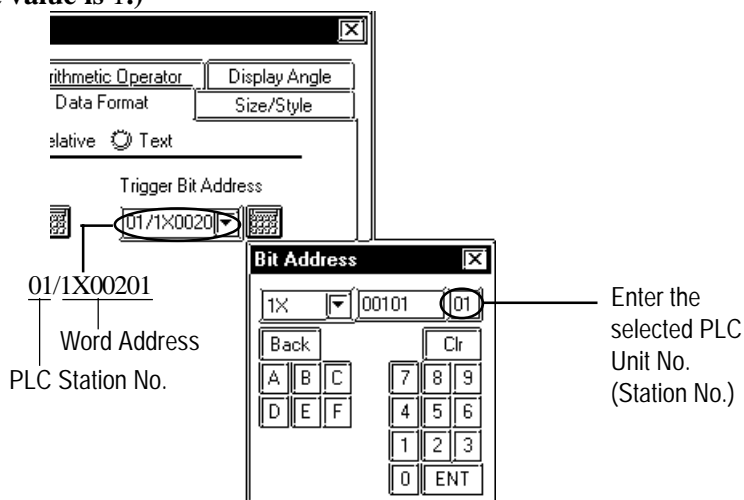 value is 1.)
rithmetic Operator
Display Angle
Data Format
Size/Style
elative Text
Trigger Bit Address
01/1X0020
01/1X00201
Word Address
PLC Station No.
Bit Address
1X 00101 01
Back Clr
A B C 7 8 9
D E F 4 5 6
1 2 3
0 ENT
Enter the
selected PLC
Unit No.
(Station No.)